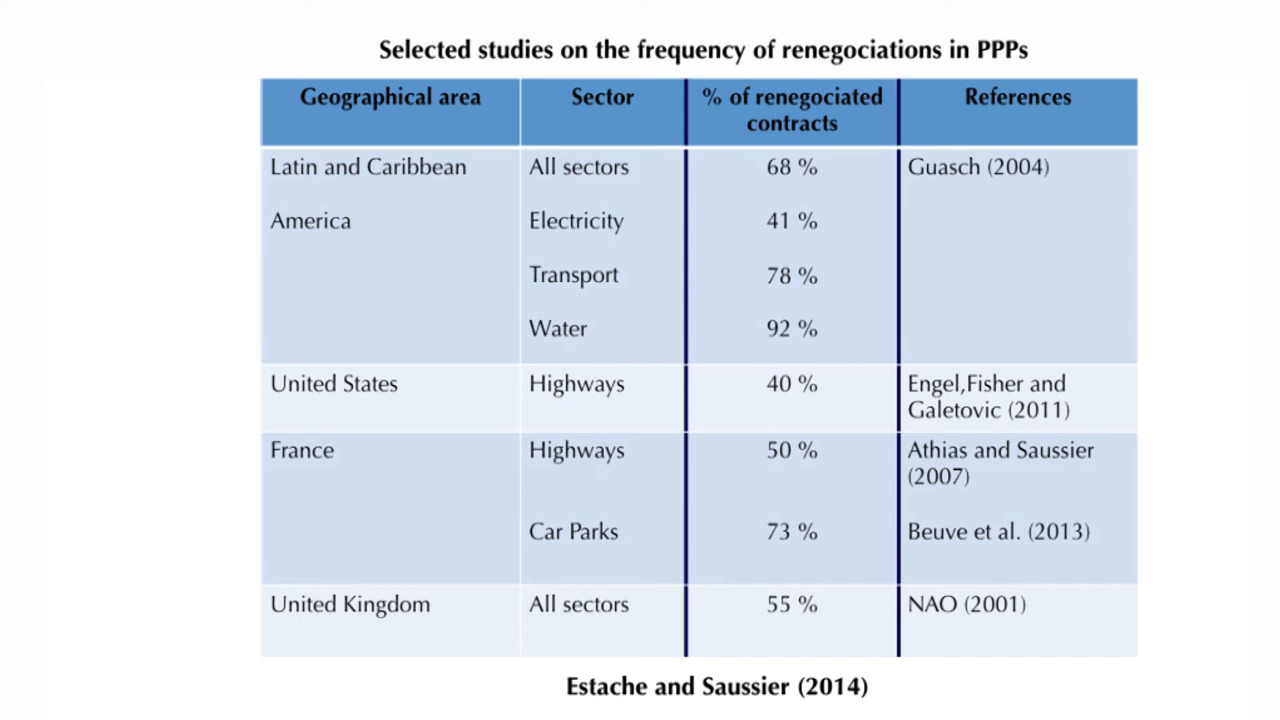 Selected studies on the frequency of renegociations in PPPs
Geographical area Sector % of renegociated contracts References
Latin and Caribbean All sectors 68 % Guasch (2004)
America Electricity 41 %
Transport 78 %
Water 92 %
United States Highways 40 % Engel,Fisher and
Galetovic (2011)
France Highways 50 % Athias and Saussier
(2007)
Car Parks 73 % Beuve et al. (2013)
United Kingdom All sectors 55 % NAO (2001)
Estache and Saussier (2014)